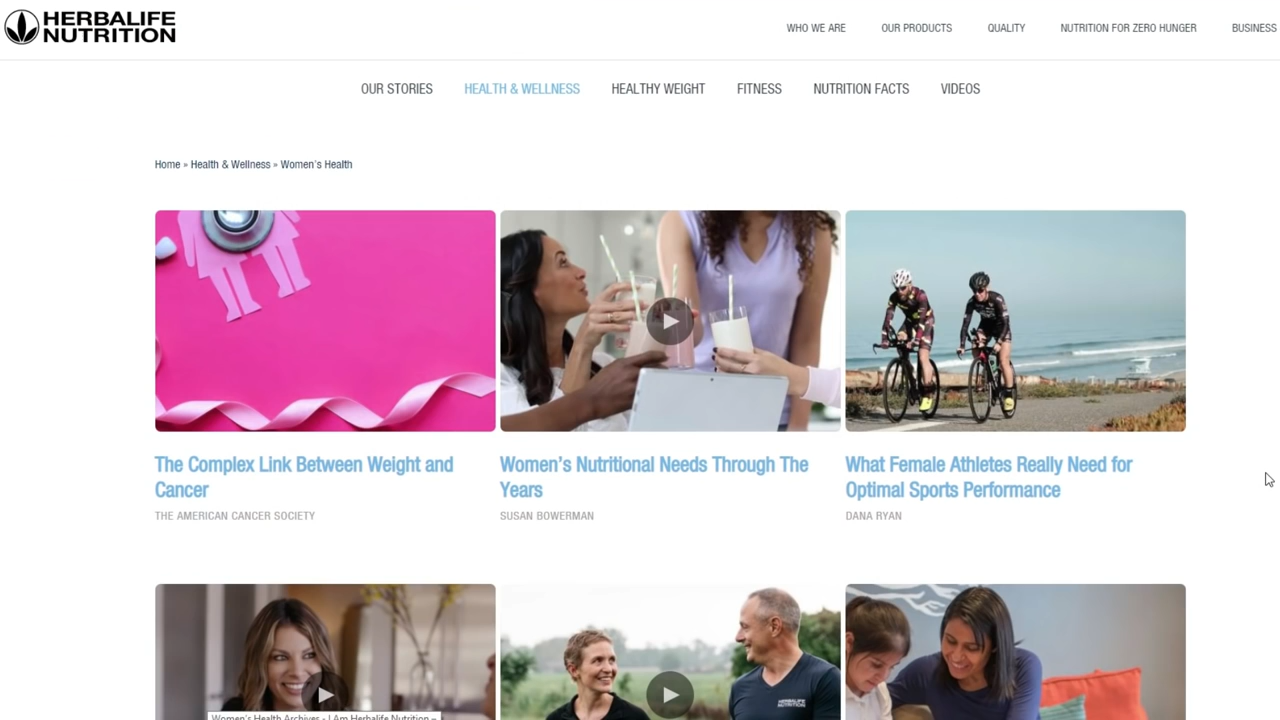 HERBALIFE
NUTRITION
WHO WE ARE OUR PRODUCTS QUALITY NUTRITION FOR ZERO HUNGER BUSINESS
OUR STORIES HEALTH & WELLNESS HEALTHY WEIGHT FITNESS NUTRITION FACTS VIDEOS
Home » Health & Wellness » Women's Health
The Complex Link Between Weight and
Cancer
THE AMERICAN CANCER SOCIETY
Women's Nutritional Needs Through The
Years
SUSAN BOWERMAN
What Female Athletes Really Need for
Optimal Sports Performance
DANA RYAN
HERBALIFE
NUTRITION
Women's Health Archives - I Am Herbalife Nutrition –